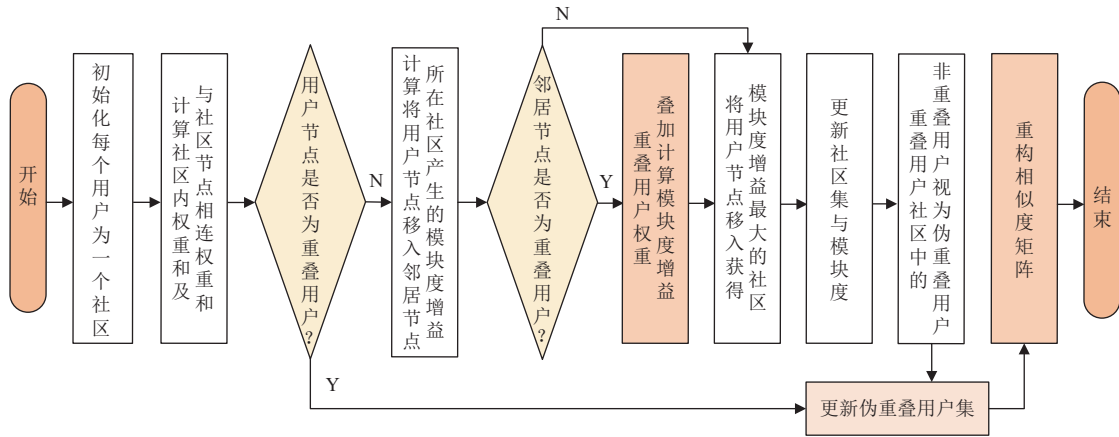 开始
初始化每个用户为一个社区
计算社区内权重和及
与社区节点相连权重和
用户节点是否为重叠用户?
N
Y
计算将用户节点移入邻居节点
所在社区产生的模块度增益
邻居节点是否为重叠用户?
N
Y
重叠用户权重
叠加计算模块度增益
将用户节点移入获得
模块度增益最大的社区
更新社区集与模块度
重叠用户社区中的
非重叠用户视为伪重叠用户
更新伪重叠用户集
重构相似度矩阵
结束